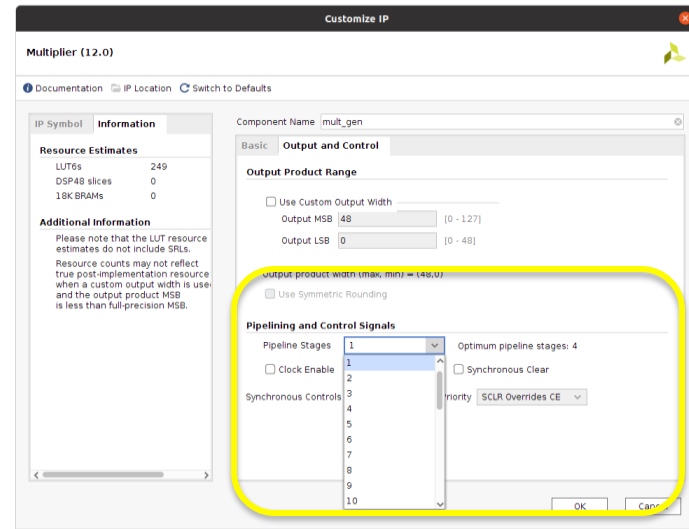 Customize IP
Multiplier (12.0)
Documentation IP Location Switch to Defaults
IP Symbol Information
Resource Estimates
LUT6s 249
DSP48 slices 0
18K BRAMs 0
Additional Information
Please note that the LUT resource
estimates do not include SRLs.
Resource counts may not reflect
true post-implementation resource
when a custom output width is use
and the output product MSB
is less than full-precision MSB.
Component Name mult_gen
Basic Output and Control
Output Product Range
Use Custom Output Width
Output MSB 48 [0 - 127]
Output LSB 0 [0 - 48]
Output product width (max, min) = (48,0)
Use Symmetric Rounding
Pipelining and Control Signals
Pipeline Stages 1 Optimum pipeline stages: 4
Clock Enable Synchronous Clear
Synchronous Controls riority SCLR Overrides CE
1
2
3
4
5
6
7
8
9
10
OK Cancel